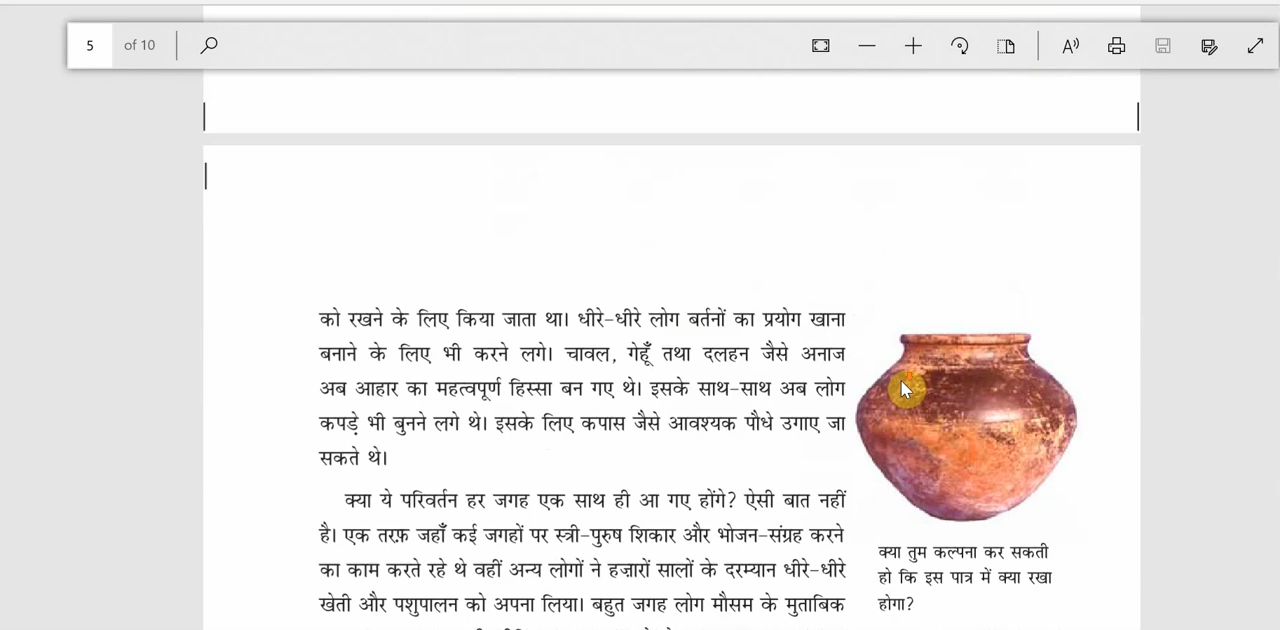 5 of 10
को रखने के लिए किया जाता था। धीरे-धीरे लोग बर्तनों का प्रयोग खाना
बनाने के लिए भी करने लगे। चावल, गेहूँ तथा दलहन जैसे अनाज
अब आहार का महत्वपूर्ण हिस्सा बन गए थे। इसके साथ-साथ अब लोग
कपड़े भी बुनने लगे थे। इसके लिए कपास जैसे आवश्यक पौधे उगाए जा
सकते थे।
क्या ये परिवर्तन हर जगह एक साथ ही आ गए होंगे? ऐसी बात नहीं
है। एक तरफ़ जहाँ कई जगहों पर स्त्री-पुरुष शिकार और भोजन-संग्रह करने
का काम करते रहे थे वहीं अन्य लोगों ने हज़ारों सालों के दरम्यान धीरे-धीरे
खेती और पशुपालन को अपना लिया। बहुत जगह लोग मौसम के मुताबिक
क्या तुम कल्पना कर सकती
हो कि इस पात्र में क्या रखा
होगा?